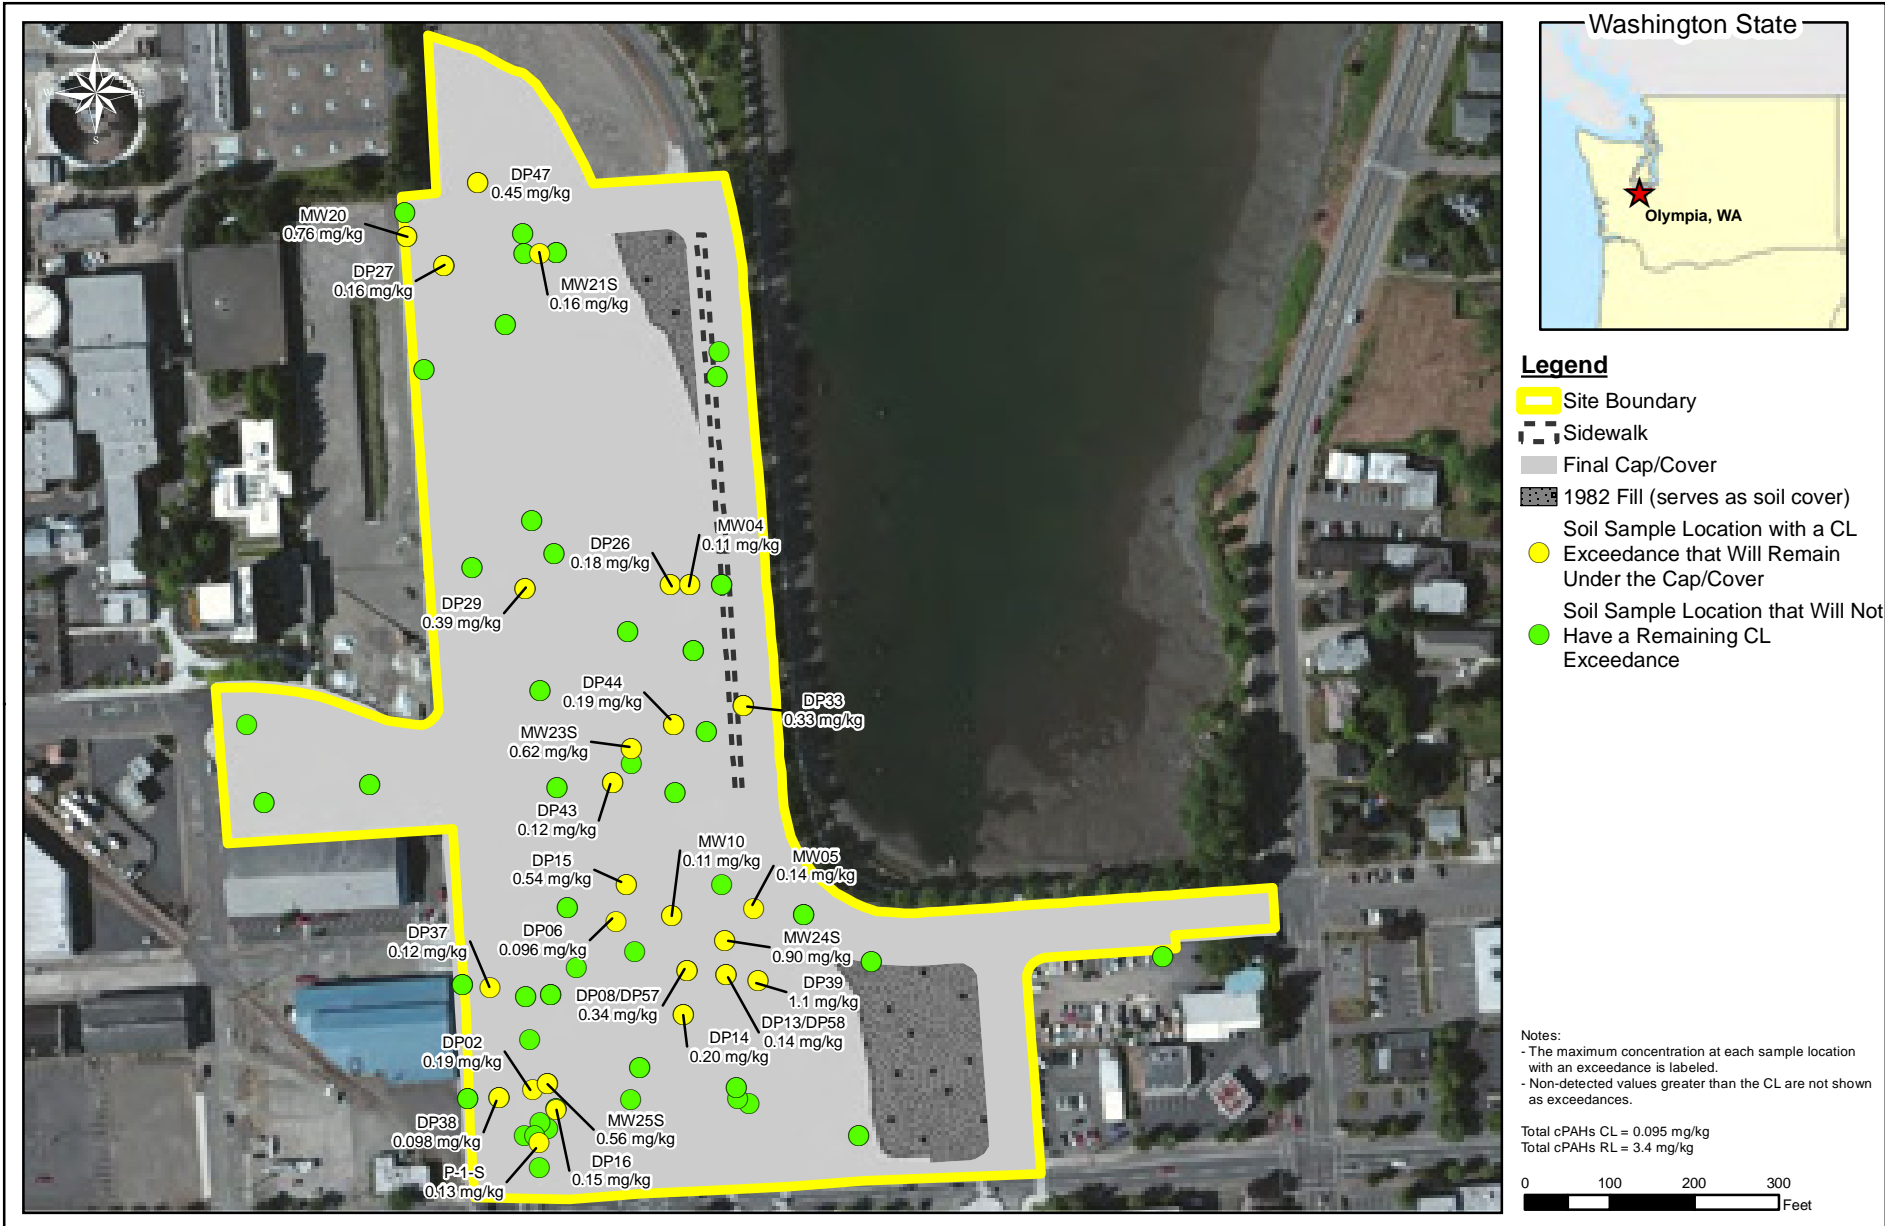 Washington State
Olympia, WA
N
W
E
S
DP47
0.45 mg/kg
MW20
0.76 mg/kg
DP27
0.16 mg/kg
MW21S
0.16 mg/kg
MW04
0.11 mg/kg
DP26
0.18 mg/kg
DP29
0.39 mg/kg
DP44
0.19 mg/kg
DP33
0.33 mg/kg
MW23S
0.62 mg/kg
DP43
0.12 mg/kg
MW10
0.11 mg/kg
MW05
0.14 mg/kg
DP15
0.54 mg/kg
DP06
0.096 mg/kg
DP37
0.12 mg/kg
MW24S
0.90 mg/kg
DP39
1.1 mg/kg
DP08/DP57
0.34 mg/kg
DP13/DP58
0.14 mg/kg
DP14
0.20 mg/kg
DP02
0.19 mg/kg
DP38
0.098 mg/kg
MW25S
0.56 mg/kg
DP16
0.15 mg/kg
P-1-S
0.13 mg/kg
Legend
Site Boundary
Sidewalk
Final Cap/Cover
1982 Fill (serves as soil cover)
Soil Sample Location with a CL
Exceedance that Will Remain
Under the Cap/Cover
Soil Sample Location that Will Not
Have a Remaining CL
Exceedance
Notes:
- The maximum concentration at each sample location
with an exceedance is labeled.
- Non-detected values greater than the CL are not shown
as exceedances.
Total cPAHs CL = 0.095 mg/kg
Total cPAHs RL = 3.4 mg/kg
0 100 200 300
Feet